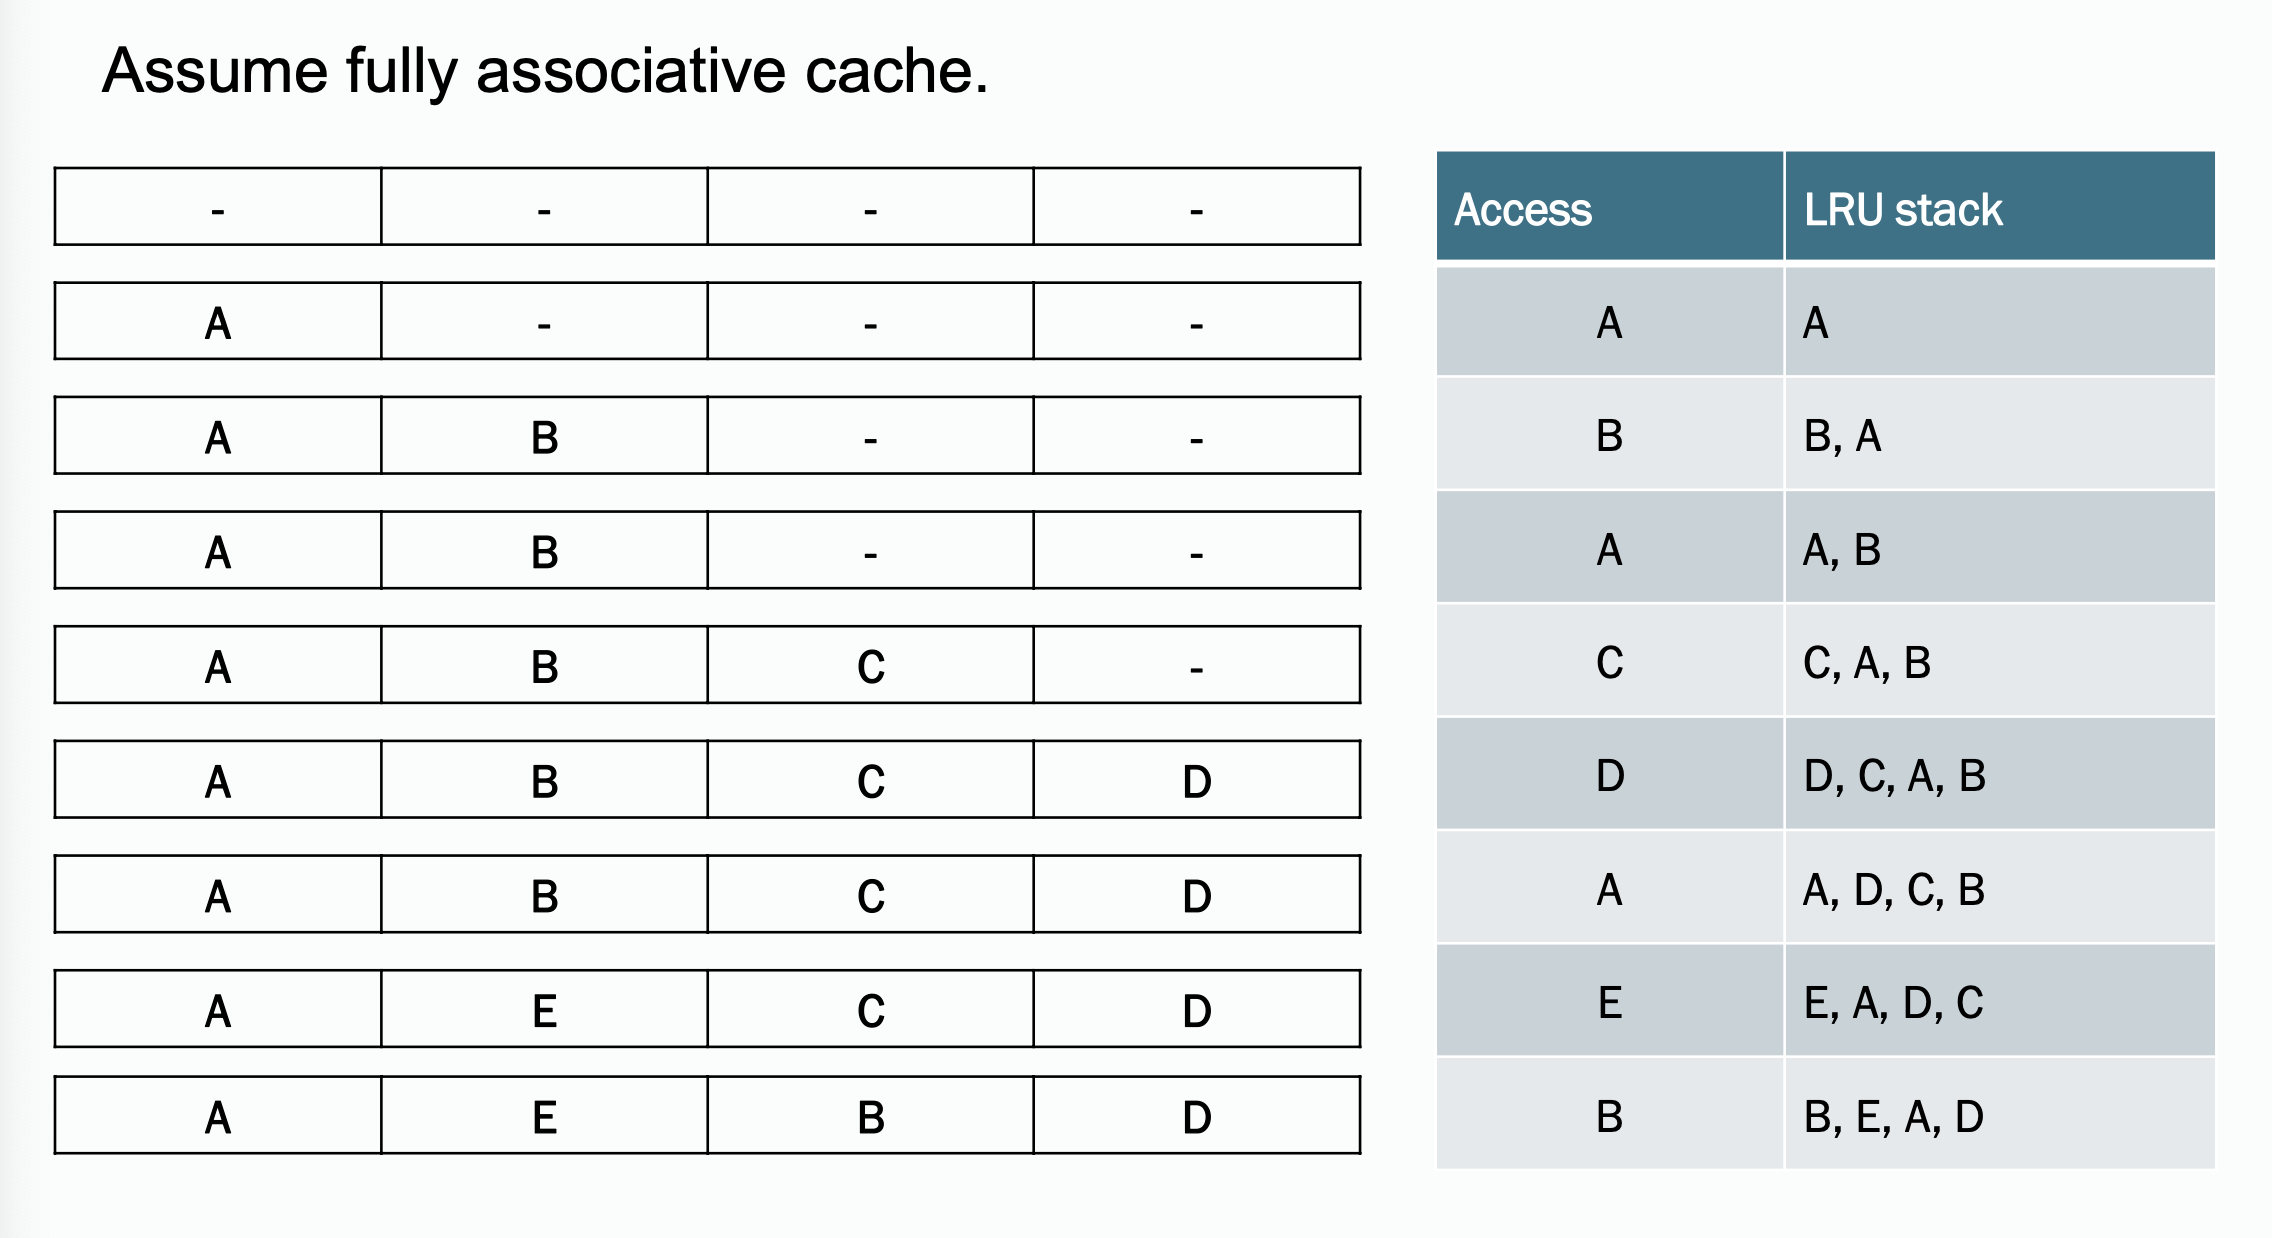 Assume fully associative cache.
- - - -
Access LRU stack
A - - -
A A
A B - -
B B, A
A B - -
A A, B
A B C -
C C, A, B
A B C D
D D, C, A, B
A B C D
A A, D, C, B
A E C D
E E, A, D, C
A E B D
B B, E, A, D